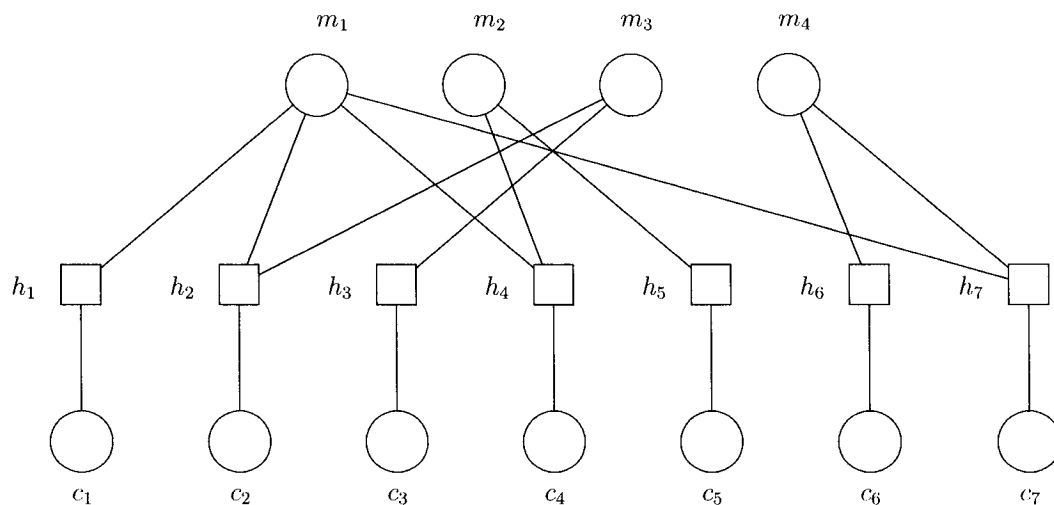 m₁ m₂ m₃ m₄
h₁ h₂ h₃ h₄ h₅ h₆ h₇
c₁ c₂ c₃ c₄ c₅ c₆ c₇